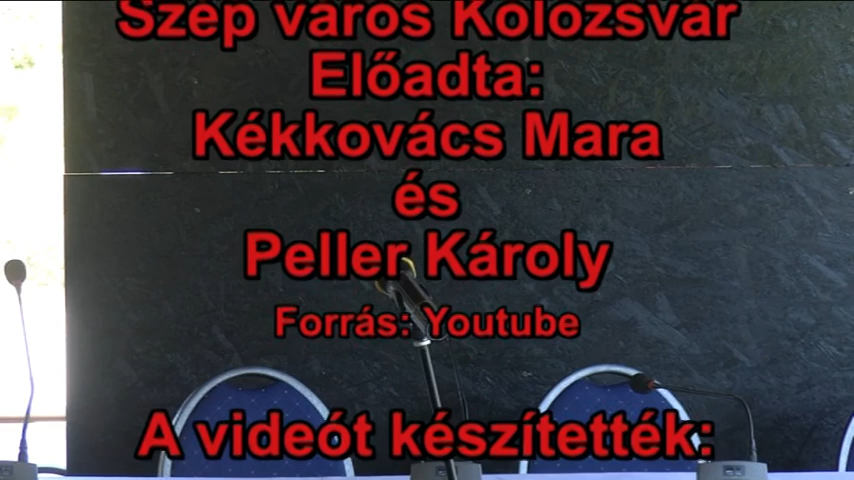 Szép város Kolozsvár
Előadta:
Kékkovács Mara
és
Peller Károly
Forrás: Youtube
A videót készítették: